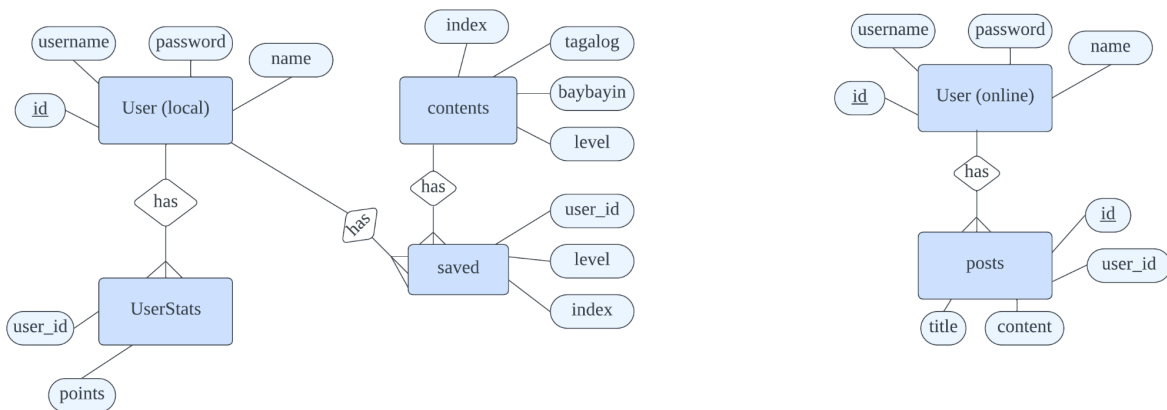 username
password
name
id
User (local)
has
has
UserStats
user_id
points
index
tagalog
baybayin
level
contents
has
saved
user_id
level
index
username
password
name
id
User (online)
has
posts
id
user_id
title
content